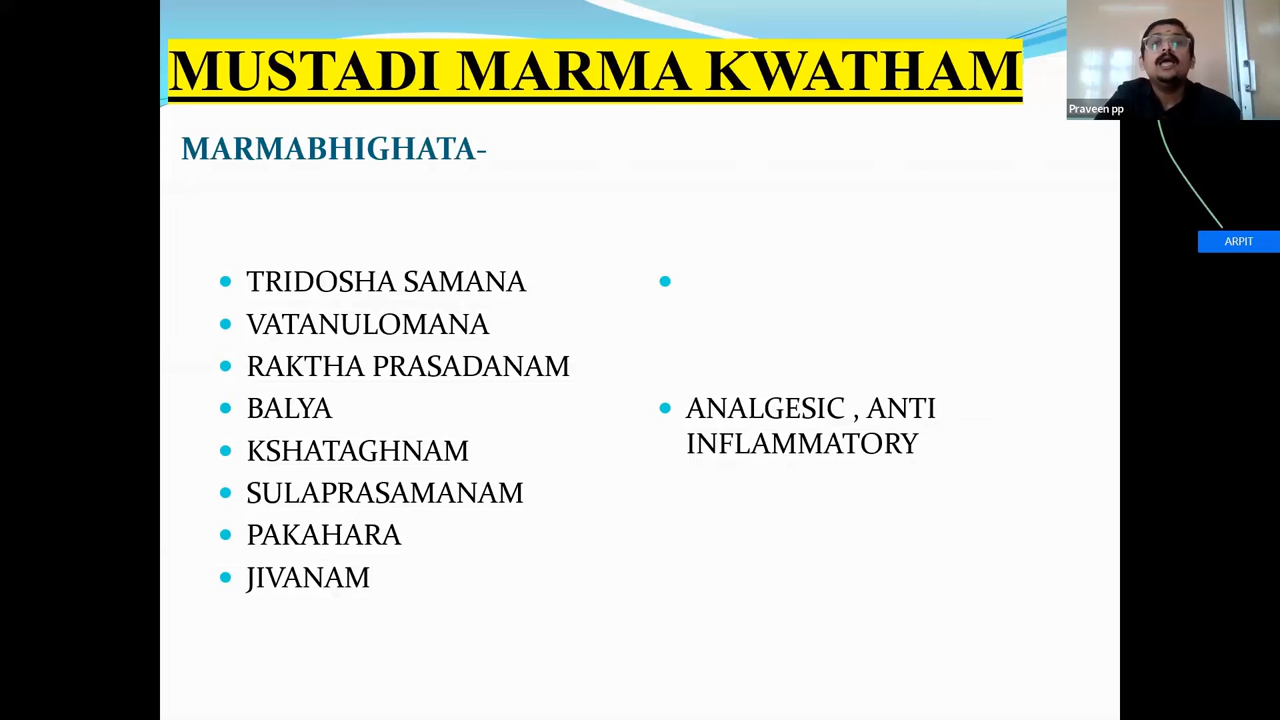 MUSTADI MARMA KWATHAM
Praveen pp
MARMABHIGHATA-
ARPIT
TRIDOSHA SAMANA
VATANULOMANA
RAKTHA PRASADANAM
BALYA
KSHATAGHNAM
SULAPRASAMANAM
PAKAHARA
JIVANAM
ANALGESIC , ANTI
INFLAMMATORY